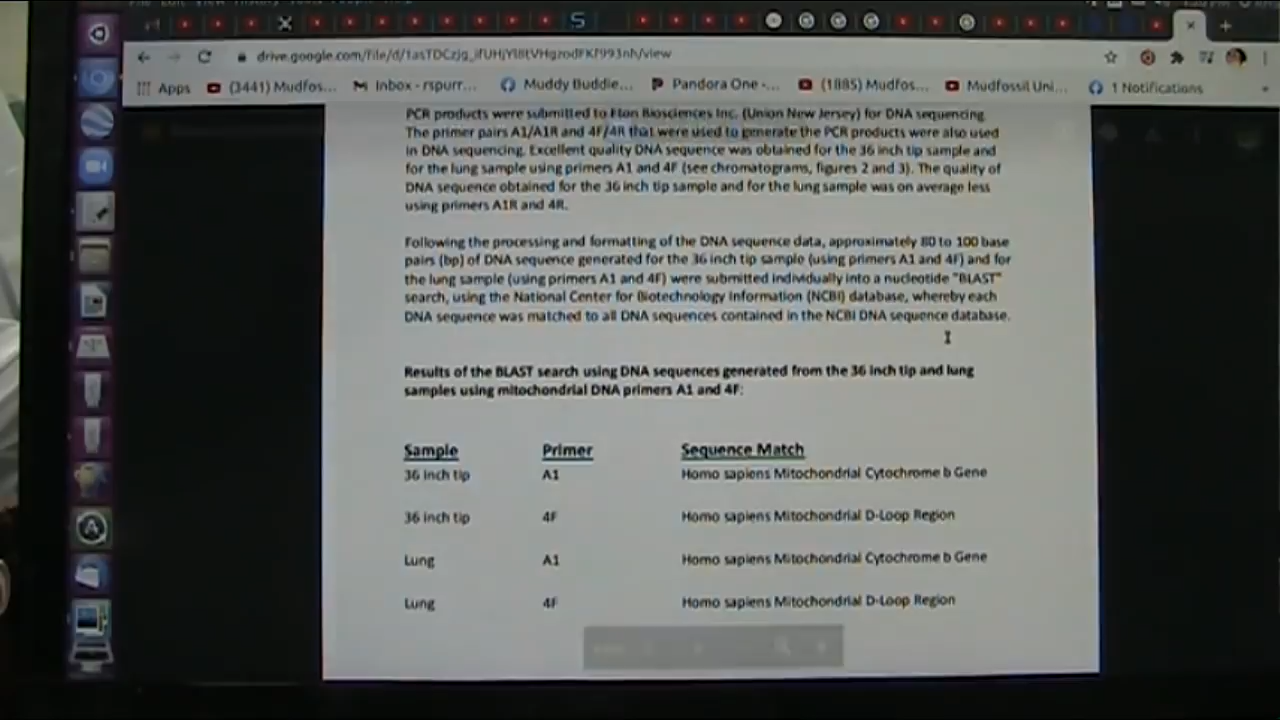 drive.google.com/file/d/
Apps (3441) Mudfos... Inbox - rspurr... Muddy Buddie... Pandora One -... (1885) Mudfos... Mudfossil Uni... 1 Notifications
PCR products were submitted to Eton Biosciences Inc. (Union New Jersey) for DNA sequencing.
The primer pairs A1/A1R and 4F/4R that were used to generate the PCR products were also used
in DNA sequencing. Excellent quality DNA sequence was obtained for the 36 inch tip sample and
for the lung sample using primers A1 and 4F (see chromatograms, figures 2 and 3). The quality of
DNA sequence obtained for the 36 inch tip sample and for the lung sample was on average less
using primers A1R and 4R.
Following the processing and formatting of the DNA sequence data, approximately 80 to 100 base
pairs (bp) of DNA sequence generated for the 36 inch tip sample (using primers A1 and 4F) and for
the lung sample (using primers A1 and 4F) were submitted individually into a nucleotide "BLAST"
search, using the National Center for Biotechnology Information (NCBI) database, whereby each
DNA sequence was matched to all DNA sequences contained in the NCBI DNA sequence database.
Results of the BLAST search using DNA sequences generated from the 36 inch tip and lung
samples using mitochondrial DNA primers A1 and 4F:
Sample Primer Sequence Match
36 inch tip A1 Homo sapiens Mitochondrial Cytochrome b Gene
36 inch tip 4F Homo sapiens Mitochondrial D-Loop Region
Lung A1 Homo sapiens Mitochondrial Cytochrome b Gene
Lung 4F Homo sapiens Mitochondrial D-Loop Region